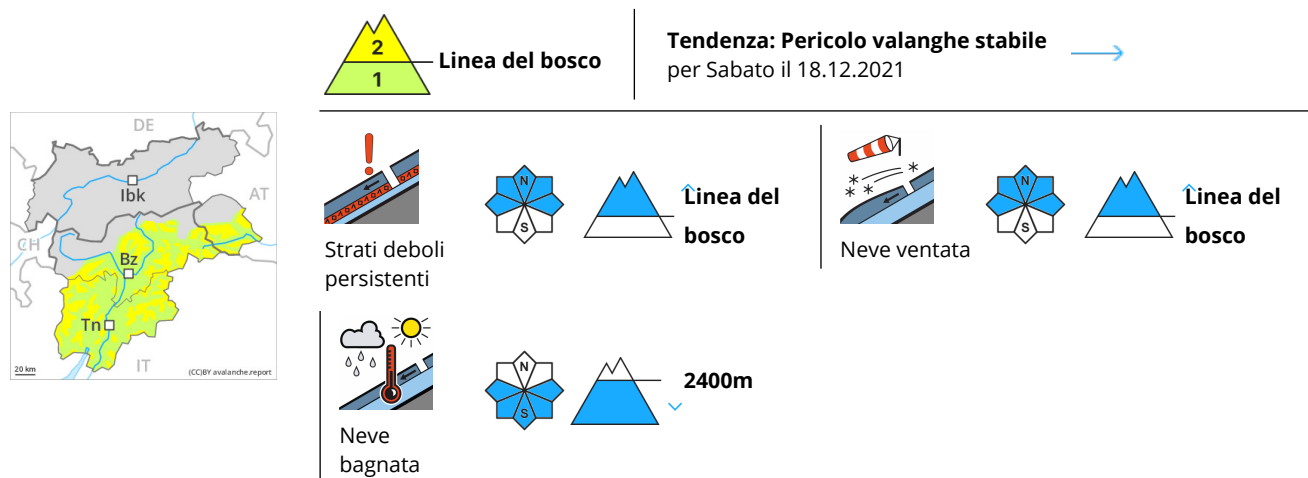 2
1
Linea del bosco
Tendenza: Pericolo valanghe stabile
per Sabato il 18.12.2021
DE
Ibk
AT
CH
Bz
Tn
IT
20 km
(CC)BY avalanche.report
N
S
Linea del
bosco
Strati deboli
persistenti
N
S
Linea del
bosco
Neve ventata
N
S
2400m
Neve
bagnata